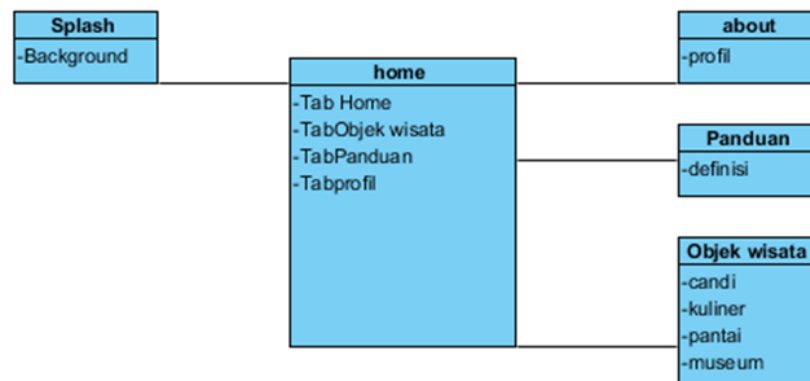 Splash
-Background
home
-Tab Home
-TabObjek wisata
-TabPanduan
-Tabprofil
about
-profil
Panduan
-definisi
Objek wisata
-candi
-kuliner
-pantai
-museum